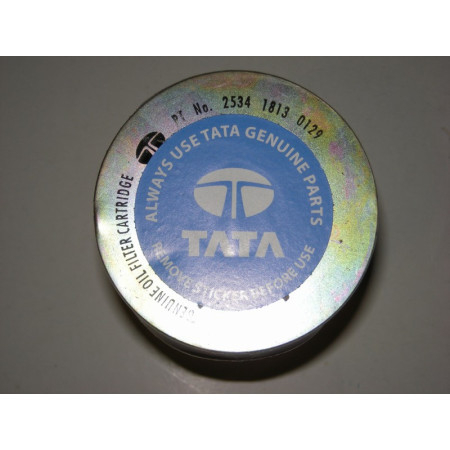 PT No. 2534 1813 0129
GENUINE OIL FILTER CARTRIDGE
ALWAYS USE TATA GENUINE PARTS
TATA
REMOVE STICKER BEFORE USE